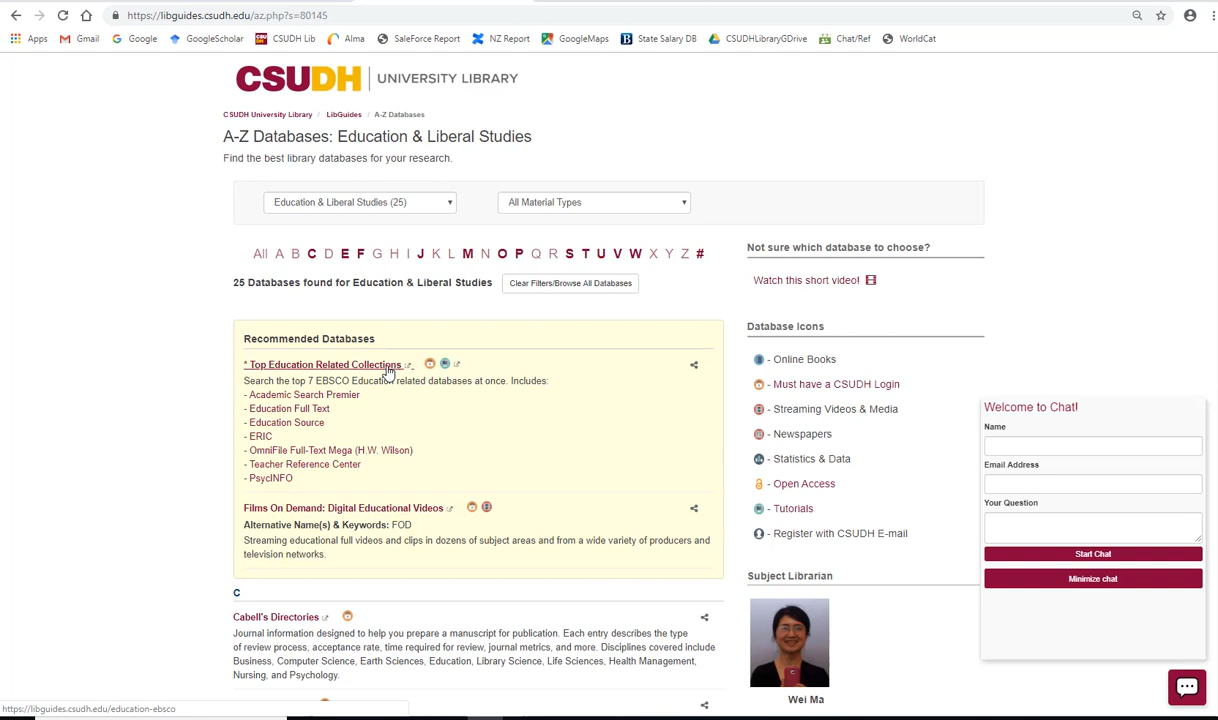 https://libguides.csudh.edu/az.php?s=80145
Apps Gmail Google GoogleScholar CSUDH Lib Alma SaleForce Report NZ Report GoogleMaps State Salary DB CSUDHLibraryGDrive Chat/Ref WorldCat
CSUDH UNIVERSITY LIBRARY
CSUDH University Library / LibGuides / A-Z Databases
A-Z Databases: Education & Liberal Studies
Find the best library databases for your research.
Education & Liberal Studies (25) All Material Types
All A B C D E F G H I J K L M N O P Q R S T U V W X Y Z #
25 Databases found for Education & Liberal Studies Clear Filters/Browse All Databases
Recommended Databases
* Top Education Related Collections
Search the top 7 EBSCO Education related databases at once. Includes:
- Academic Search Premier
- Education Full Text
- Education Source
- ERIC
- OmniFile Full-Text Mega (H.W. Wilson)
- Teacher Reference Center
- PsycINFO
Films On Demand: Digital Educational Videos
Alternative Name(s) & Keywords: FOD
Streaming educational full videos and clips in dozens of subject areas and from a wide variety of producers and
television networks.
C
Cabell's Directories
Journal information designed to help you prepare a manuscript for publication. Each entry describes the type
of review process, acceptance rate, time required for review, journal metrics, and more. Disciplines covered include
Business, Computer Science, Earth Sciences, Education, Library Science, Life Sciences, Health Management,
Nursing, and Psychology.
Not sure which database to choose?
Watch this short video!
Database Icons
- Online Books
- Must have a CSUDH Login
- Streaming Videos & Media
- Newspapers
- Statistics & Data
- Open Access
- Tutorials
- Register with CSUDH E-mail
Subject Librarian
Wei Ma
Welcome to Chat!
Name
Email Address
Your Question
Start Chat
Minimize chat
https://libguides.csudh.edu/education-ebsco